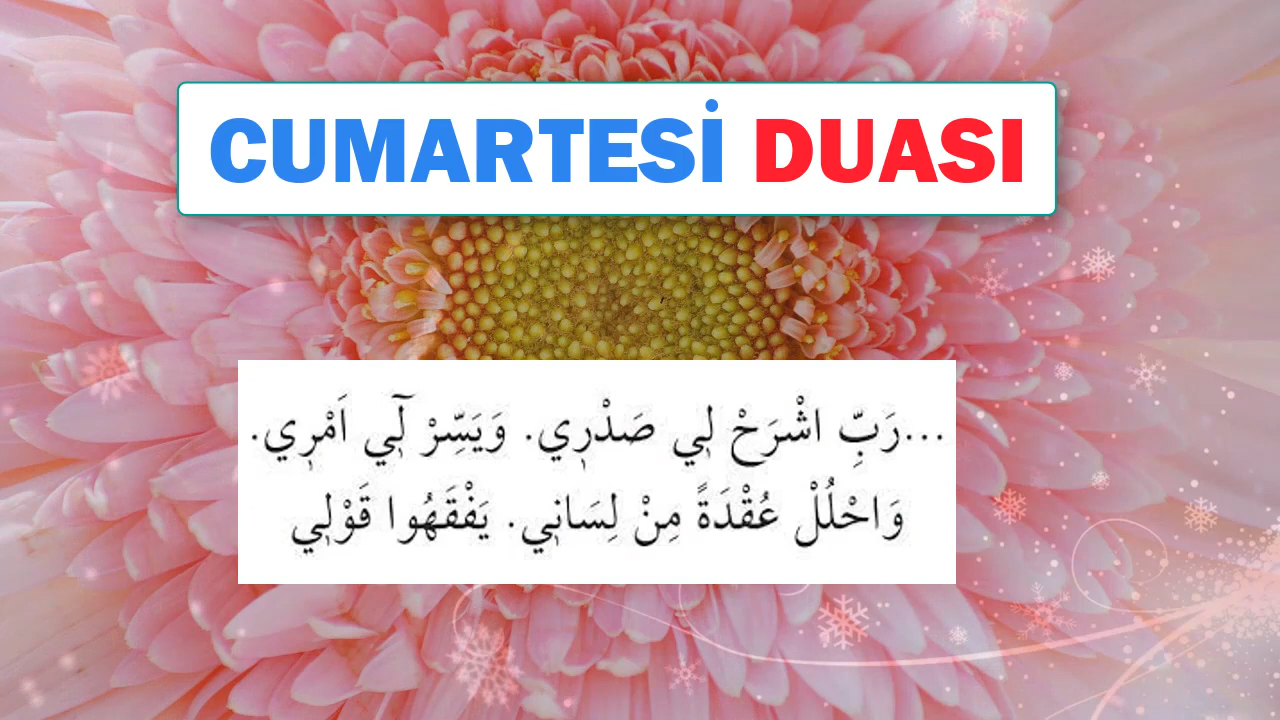 CUMARTESİ DUASI
...رَبِّ اشْرَحْ لٖي صَدْرٖي. وَيَسِّرْ لٖٓي اَمْرٖي.
وَاحْلُلْ عُقْدَةً مِنْ لِسَانٖي. يَفْقَهُوا قَوْلٖي